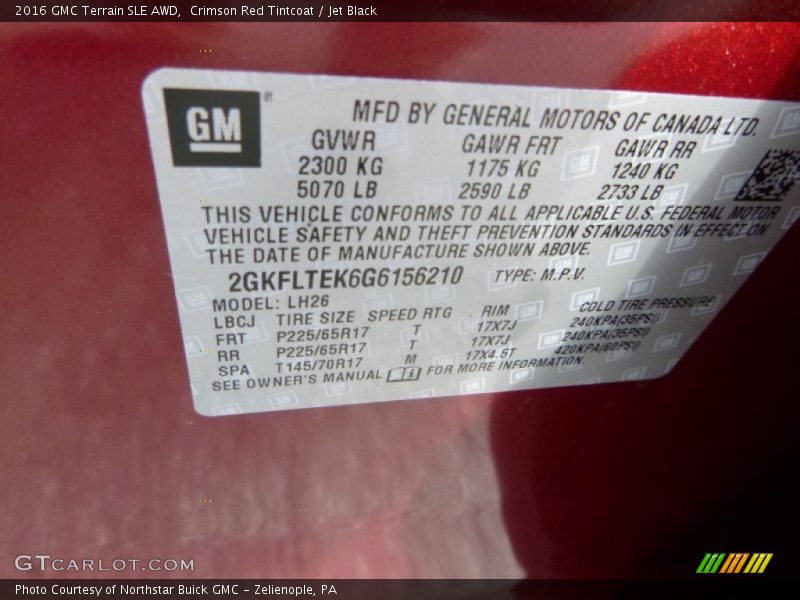 2016 GMC Terrain SLE AWD,  Crimson Red Tintcoat / Jet Black
GM ®
MFD BY GENERAL MOTORS OF CANADA LTD.
GVWR GAWR FRT GAWR RR
2300 KG 1175 KG 1240 KG
5070 LB 2590 LB 2733 LB
THIS VEHICLE CONFORMS TO ALL APPLICABLE U.S. FEDERAL MOTOR
VEHICLE SAFETY AND THEFT PREVENTION STANDARDS IN EFFECT ON
THE DATE OF MANUFACTURE SHOWN ABOVE.
2GKFLTEK6G6156210 TYPE: M.P.V.
MODEL: LH26
LBCJ TIRE SIZE SPEED RTG RIM COLD TIRE PRESSURE
FRT P225/65R17 T 17X7J 240KPA(35PSI)
RR P225/65R17 T 17X7J 240KPA(35PSI)
SPA T145/70R17 M 17X4.5T 420KPA(60PSI)
SEE OWNER'S MANUAL FOR MORE INFORMATION.
GTCARLOT.COM
Photo Courtesy of Northstar Buick GMC - Zelienople, PA